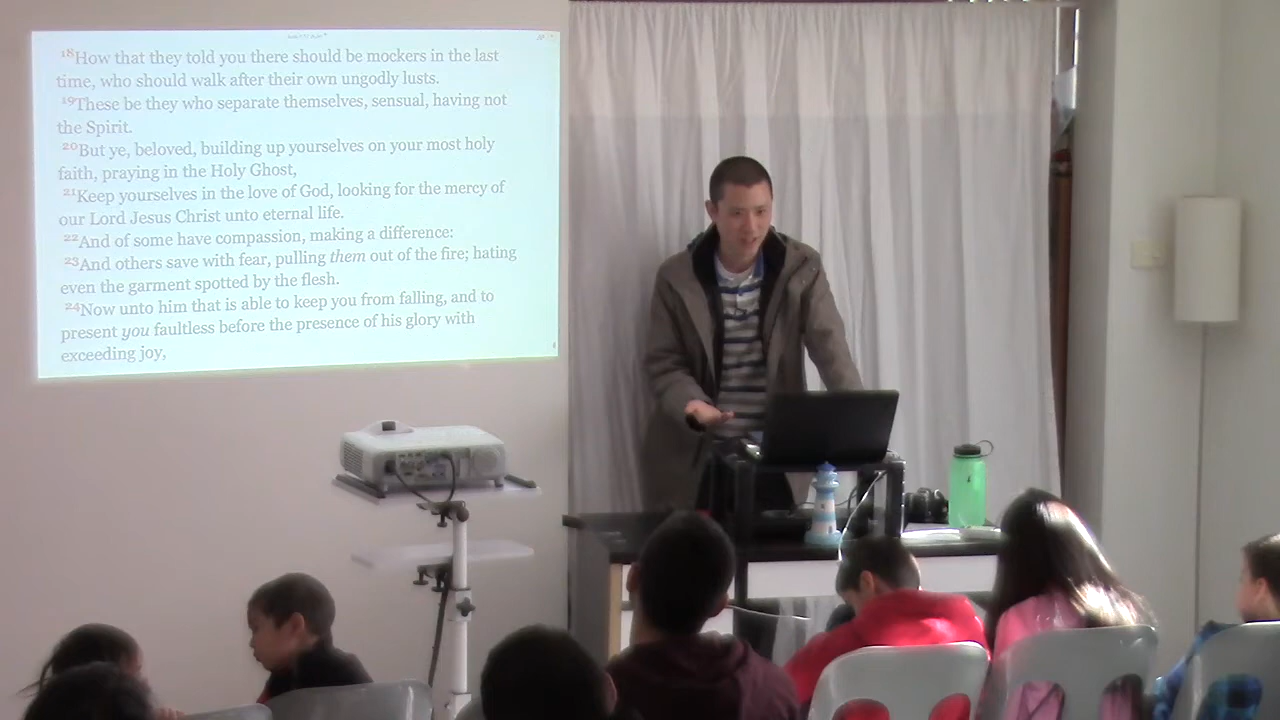 18How that they told you there should be mockers in the last
time, who should walk after their own ungodly lusts.
19These be they who separate themselves, sensual, having not
the Spirit.
20But ye, beloved, building up yourselves on your most holy
faith, praying in the Holy Ghost,
21Keep yourselves in the love of God, looking for the mercy of
our Lord Jesus Christ unto eternal life.
22And of some have compassion, making a difference:
23And others save with fear, pulling them out of the fire; hating
even the garment spotted by the flesh.
24Now unto him that is able to keep you from falling, and to
present you faultless before the presence of his glory with
exceeding joy,